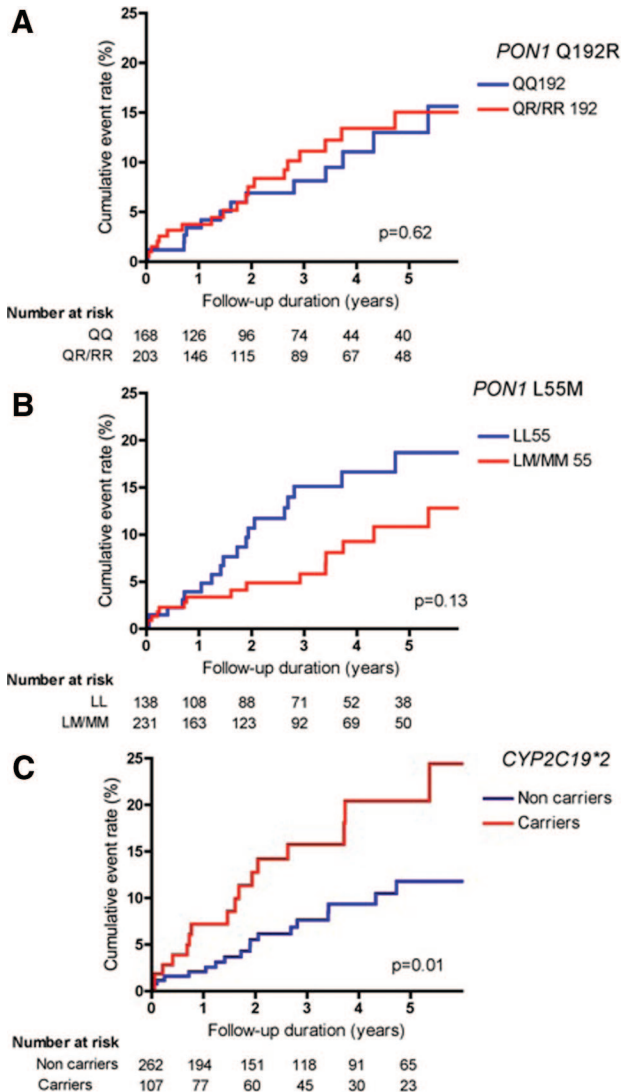 A
PON1 Q192R
QQ192
QR/RR 192
Cumulative event rate (%)
25
20
15
10
5
0
p=0.62
0 1 2 3 4 5
Follow-up duration (years)
Number at risk
QQ 168 126 96 74 44 40
QR/RR 203 146 115 89 67 48
B
PON1 L55M
LL55
LM/MM 55
Cumulative event rate (%)
25
20
15
10
5
0
p=0.13
0 1 2 3 4 5
Follow-up duration (years)
Number at risk
LL 138 108 88 71 52 38
LM/MM 231 163 123 92 69 50
C
CYP2C19*2
Non carriers
Carriers
Cumulative event rate (%)
25
20
15
10
5
0
p=0.01
0 1 2 3 4 5
Follow-up duration (years)
Number at risk
Non carriers 262 194 151 118 91 65
Carriers 107 77 60 45 30 23